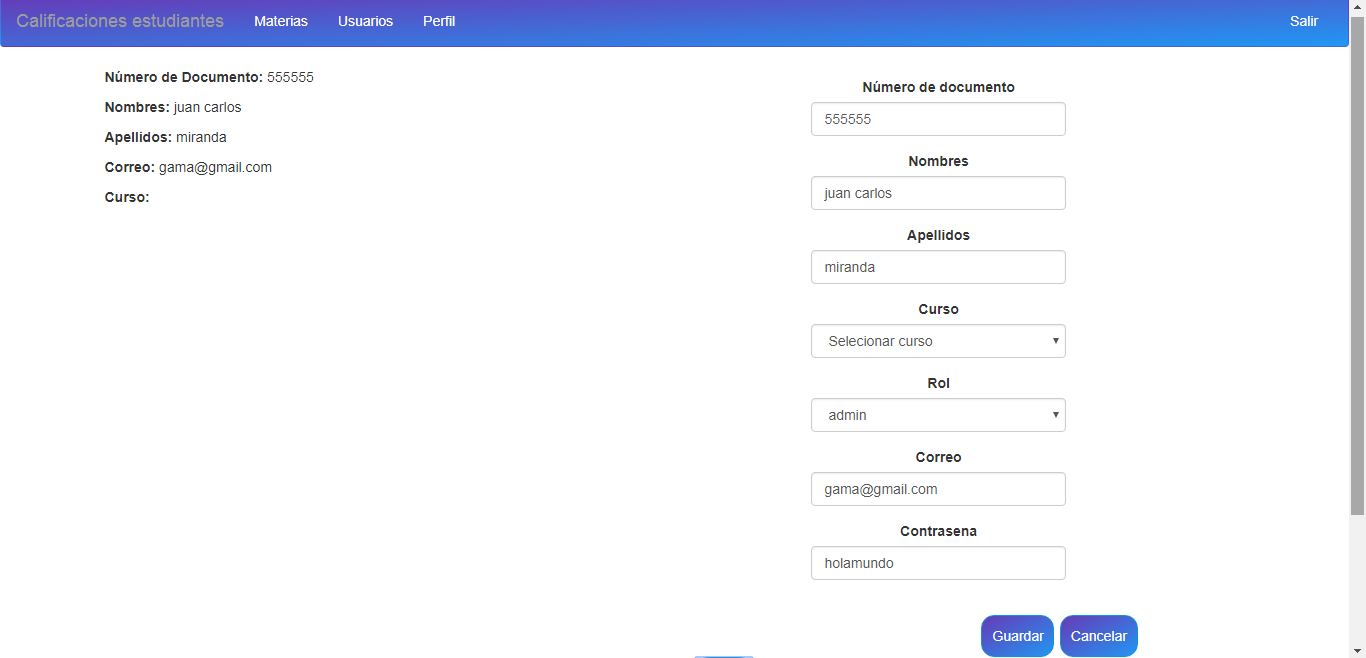 Calificaciones estudiantes Materias Usuarios Perfil Salir
Número de Documento: 555555
Nombres: juan carlos
Apellidos: miranda
Correo: gama@gmail.com
Curso:
Número de documento
555555
Nombres
juan carlos
Apellidos
miranda
Curso
Selecionar curso
Rol
admin
Correo
gama@gmail.com
Contrasena
holamundo
Guardar Cancelar